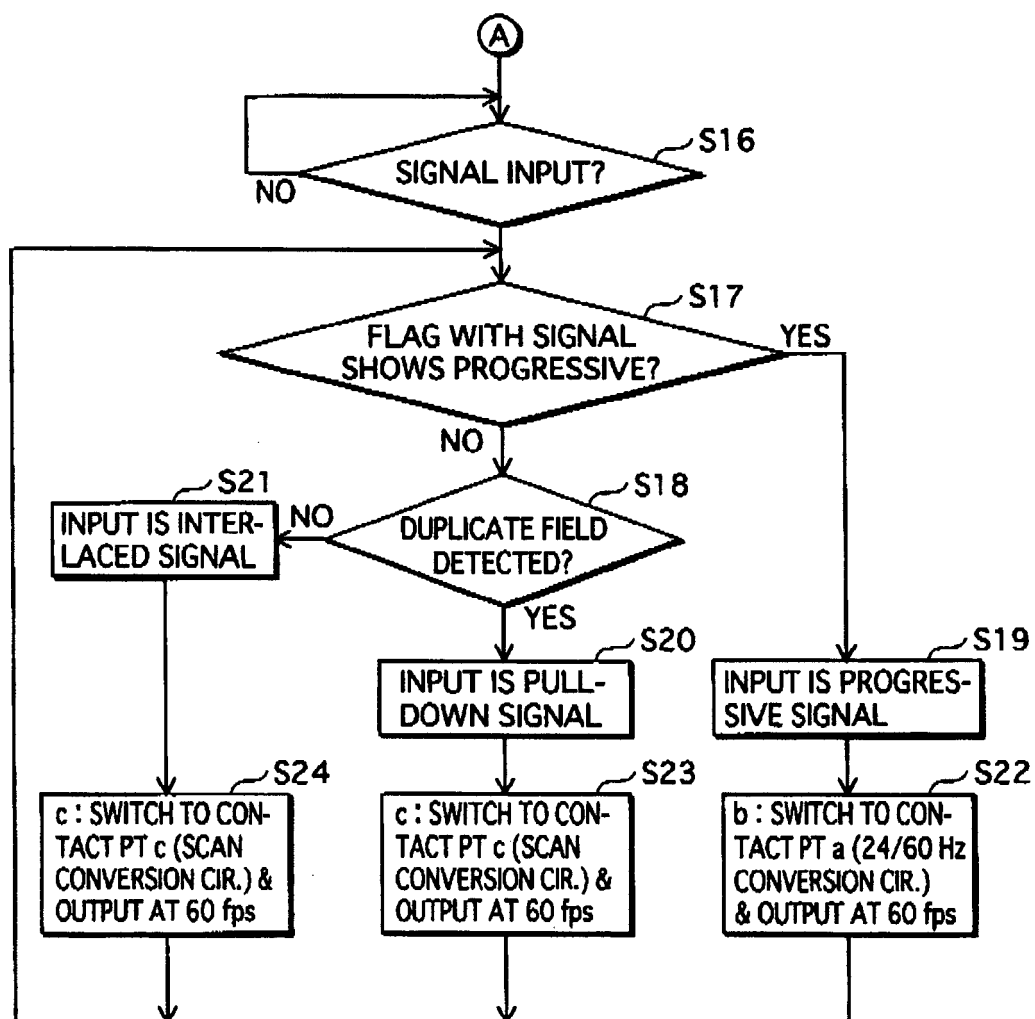 A
S16
SIGNAL INPUT?
NO
S17
FLAG WITH SIGNAL
SHOWS PROGRESSIVE?
YES
NO
S18
DUPLICATE FIELD
DETECTED?
NO
YES
S21
INPUT IS INTER-
LACED SIGNAL
S20
INPUT IS PULL-
DOWN SIGNAL
S19
INPUT IS PROGRES-
SIVE SIGNAL
S24
c : SWITCH TO CON-
TACT PT c (SCAN
CONVERSION CIR.) &
OUTPUT AT 60 fps
S23
c : SWITCH TO CON-
TACT PT c (SCAN
CONVERSION CIR.) &
OUTPUT AT 60 fps
S22
b : SWITCH TO CON-
TACT PT a (24/60 Hz
CONVERSION CIR.)
& OUTPUT AT 60 fps